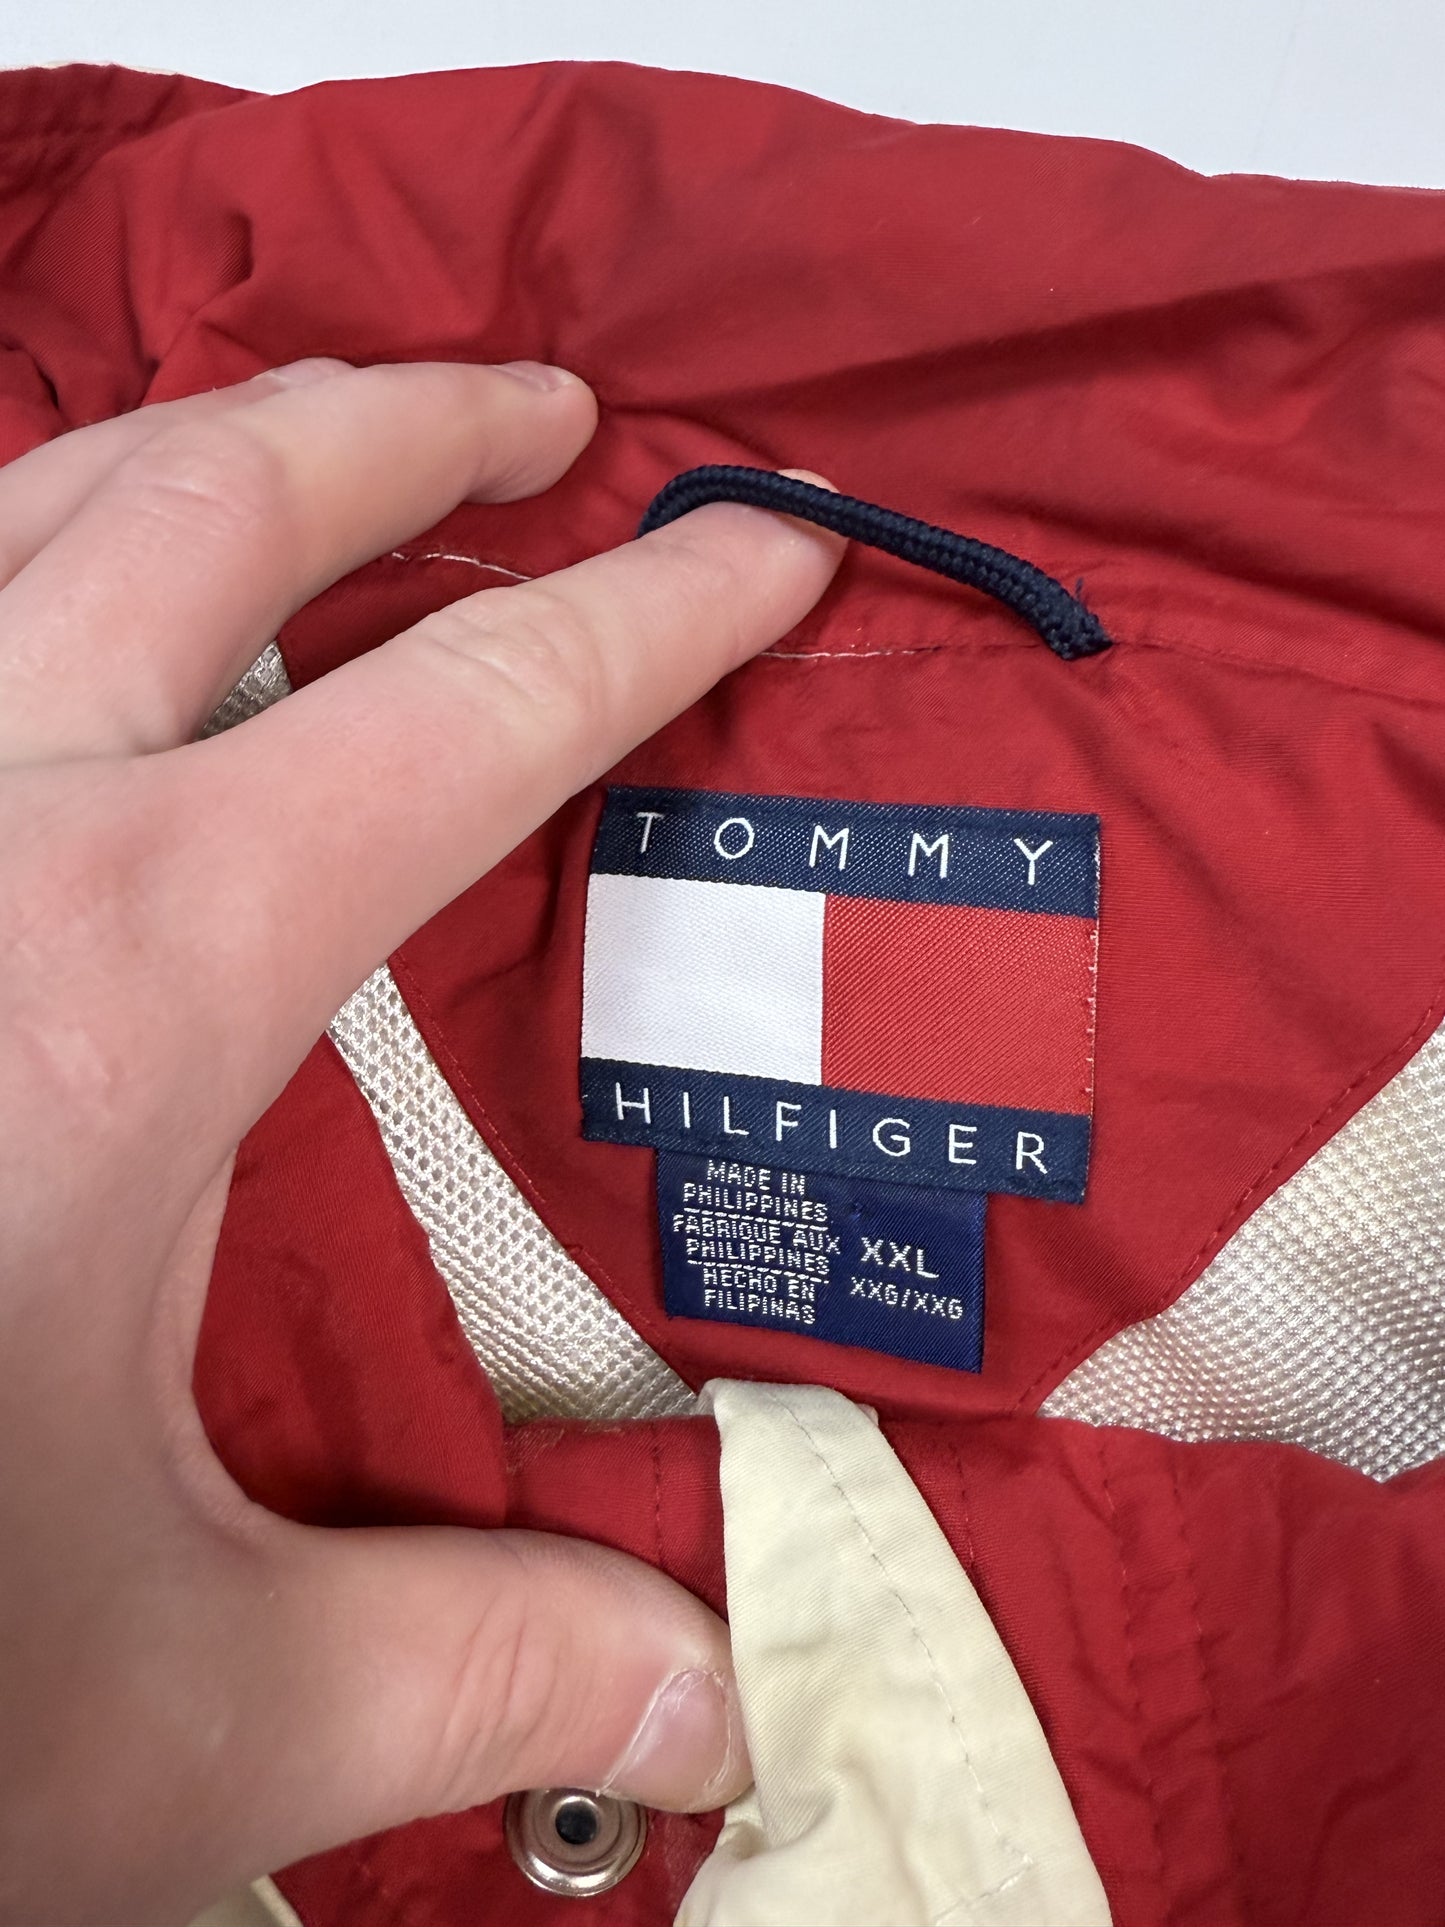 TOMMY
HILFIGER
MADE IN
PHILIPPINES
FABRIQUE AUX
PHILIPPINES
HECHO EN
FILIPINAS
XXL
XXG/XXG